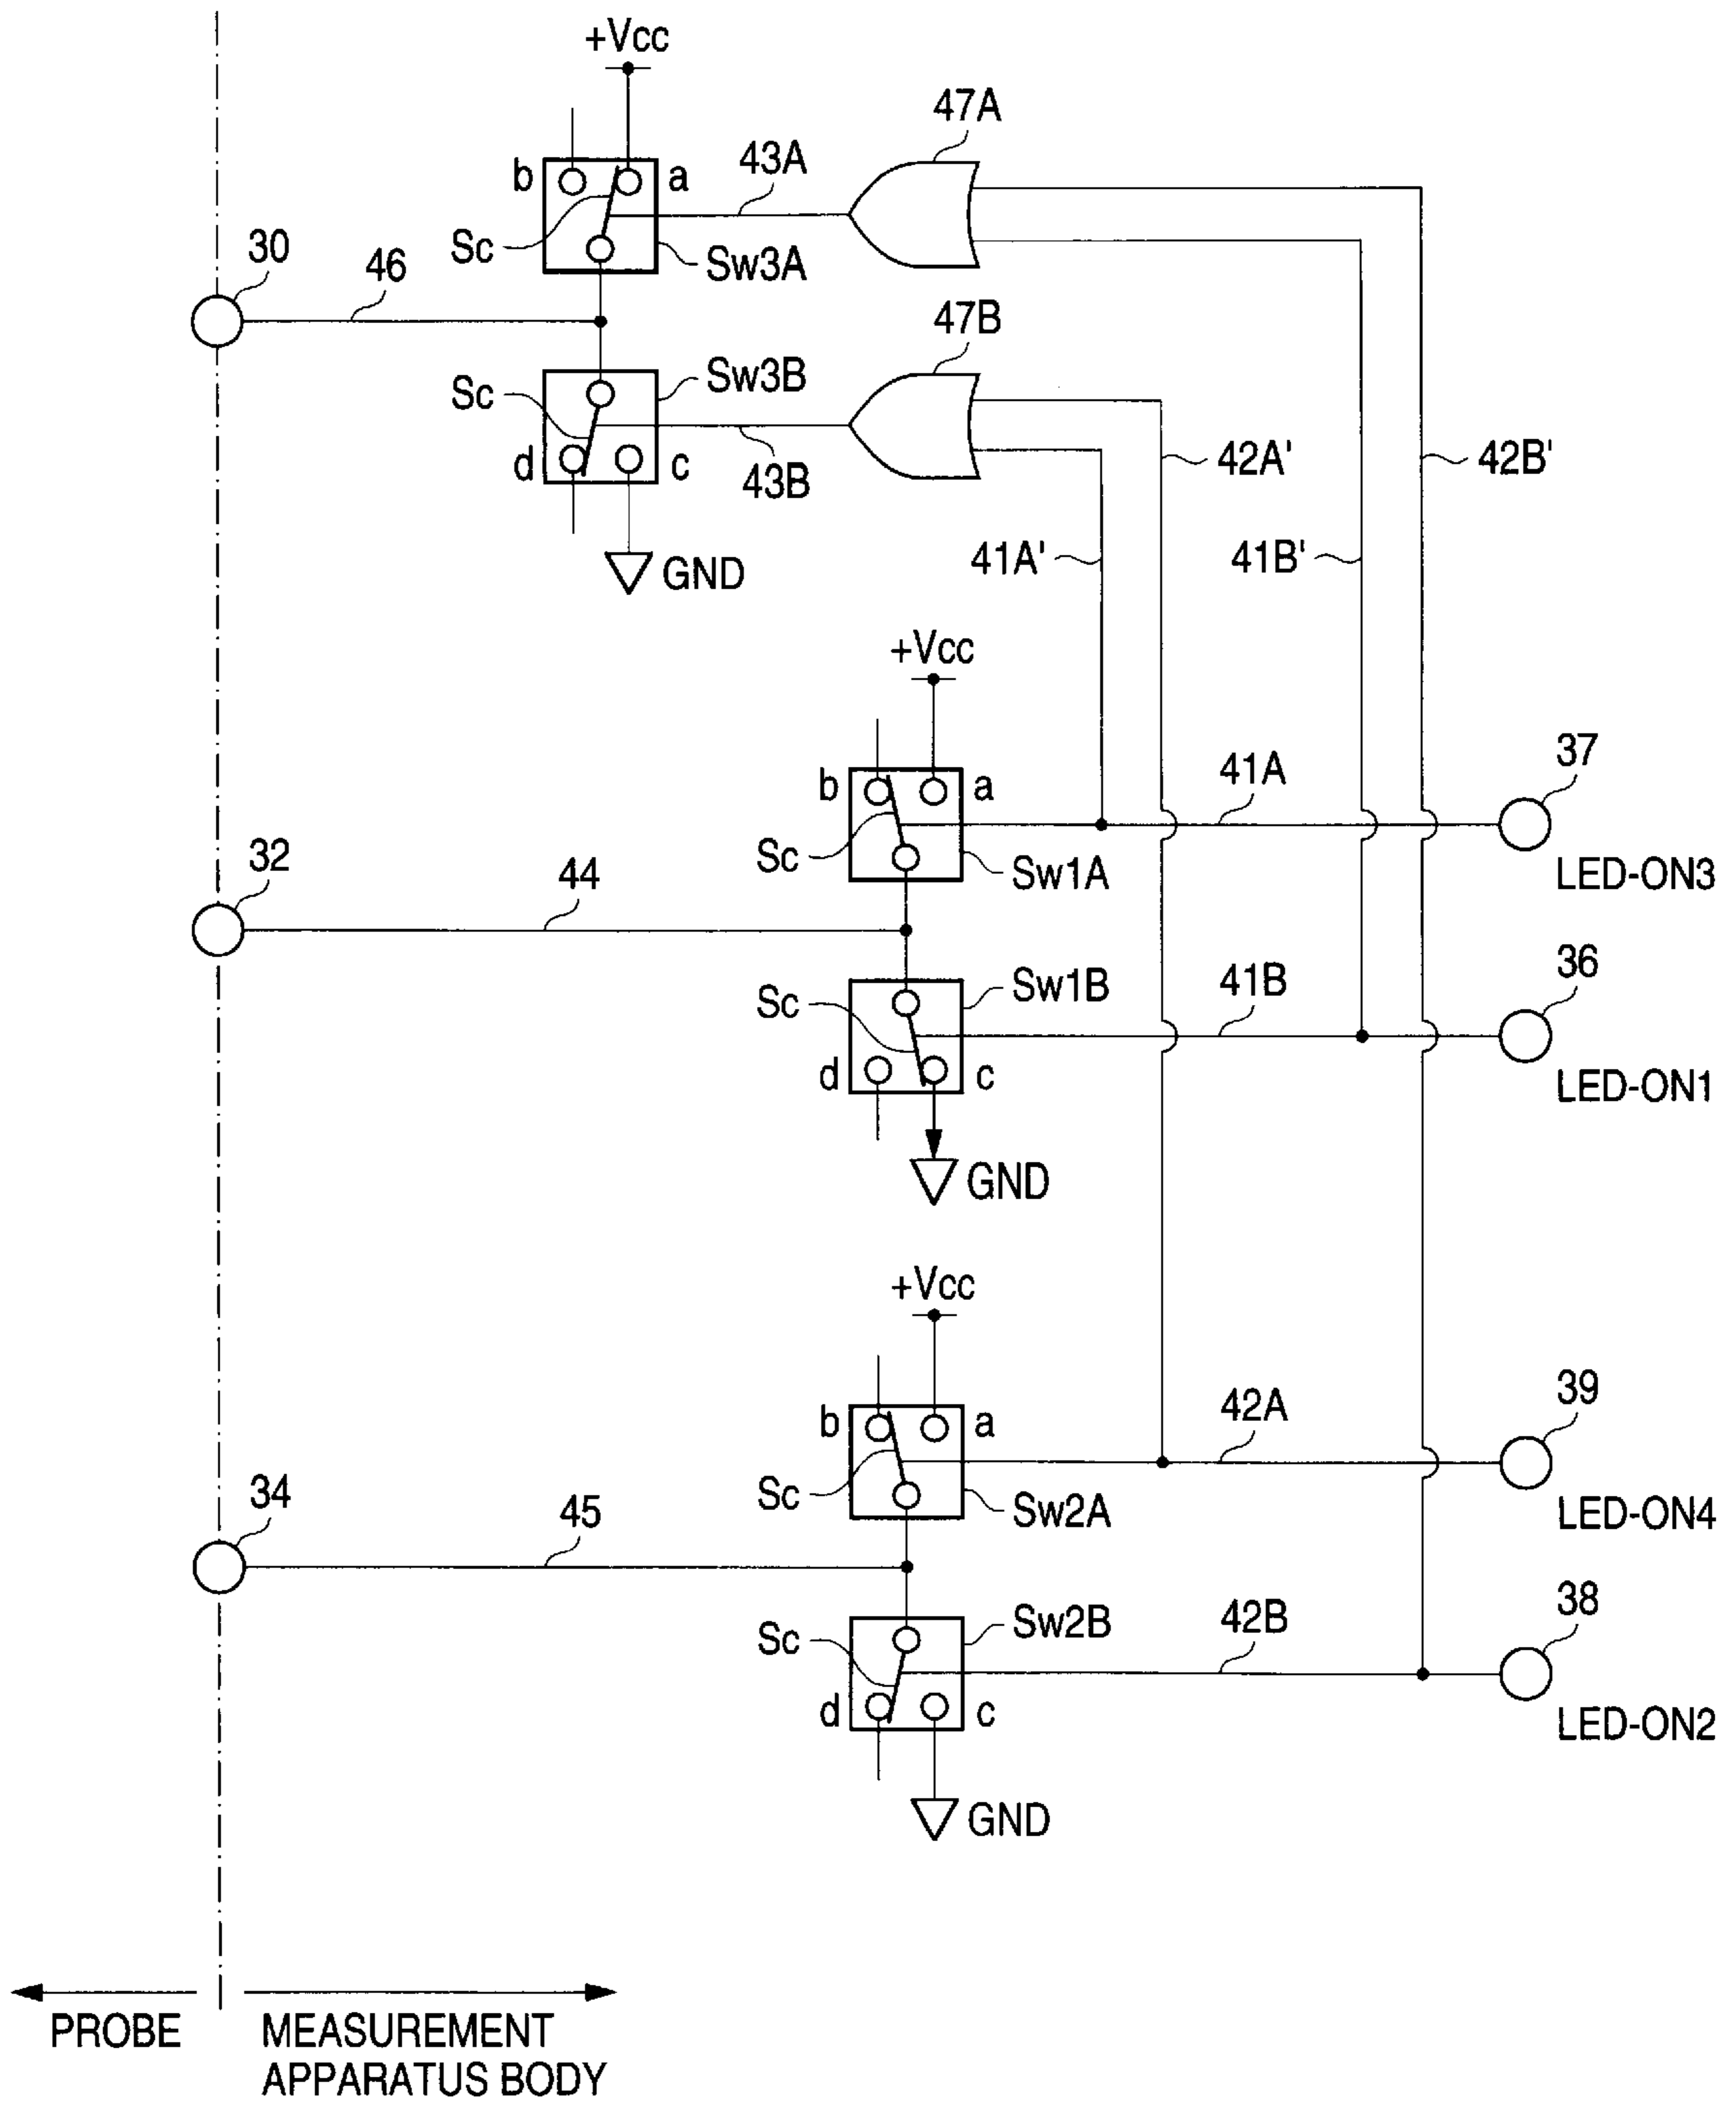 +Vcc
47A
43A
b
a
Sc
Sw3A
30
46
47B
Sc
Sw3B
d
c
43B
42A'
42B'
GND
41A'
41B'
+Vcc
37
b
a
41A
Sc
Sw1A
LED-ON3
32
44
36
Sc
Sw1B
41B
d
c
LED-ON1
GND
+Vcc
39
b
a
42A
Sc
Sw2A
LED-ON4
34
45
38
Sc
Sw2B
42B
d
c
LED-ON2
GND
PROBE
MEASUREMENT
APPARATUS BODY